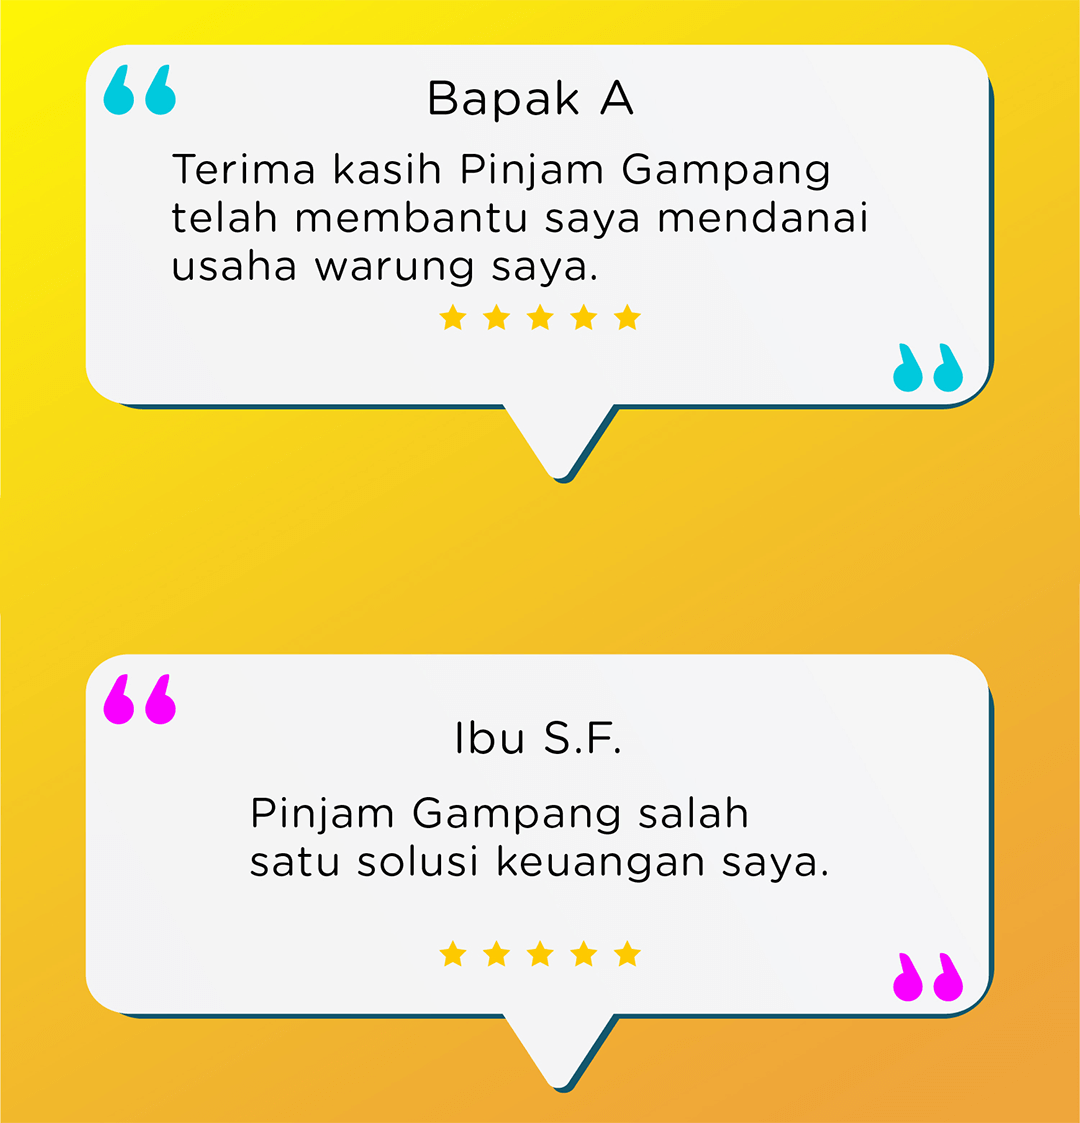 Bapak A
Terima kasih Pinjam Gampang
telah membantu saya mendanai
usaha warung saya.
Ibu S.F.
Pinjam Gampang salah
satu solusi keuangan saya.